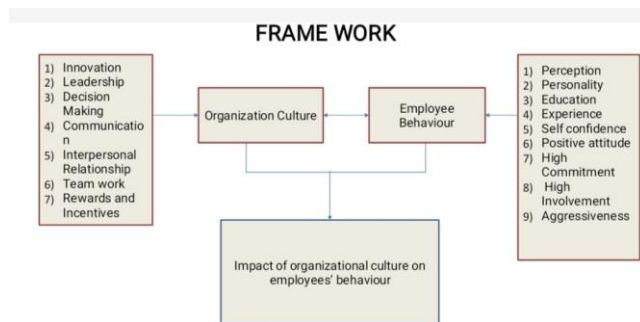 FRAME WORK
1) Innovation
2) Leadership
3) Decision
Making
4) Communicatio
n
5) Interpersonal
Relationship
6) Team work
7) Rewards and
Incentives
Organization Culture
Employee
Behaviour
1) Perception
2) Personality
3) Education
4) Experience
5) Self confidence
6) Positive attitude
7) High
Commitment
8) High
Involvement
9) Aggressiveness
Impact of organizational culture on
employees' behaviour